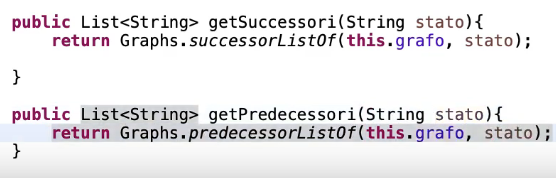 public List<String> getSuccessori(String stato){
return Graphs.successorListOf(this.grafo, stato);
}
public List<String> getPredecessori(String stato){
return Graphs.predecessorListOf(this.grafo, stato);
}